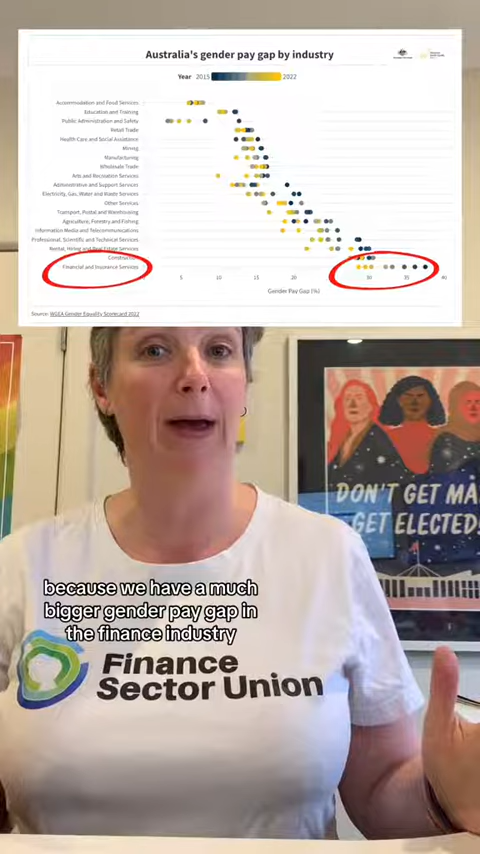 Australia's gender pay gap by industry
Year 2015 2022
Accommodation and Food Services
Education and Training
Public Administration and Safety
Retail Trade
Health Care and Social Assistance
Mining
Manufacturing
Wholesale Trade
Arts and Recreation Services
Administrative and Support Services
Electricity, Gas, Water and Waste Services
Other Services
Transport, Postal and Warehousing
Agriculture, Forestry and Fishing
Information Media and Telecommunications
Professional, Scientific and Technical Services
Rental, Hiring and Real Estate Services
Construction
Financial and Insurance Services
5 10 15 20 25 30 35 40
Gender Pay Gap (%)
Source: WGEA Gender Equality Scorecard 2022
DON'T GET MA
GET ELECTED!
because we have a much
bigger gender pay gap in
the finance industry
Finance
Sector Union